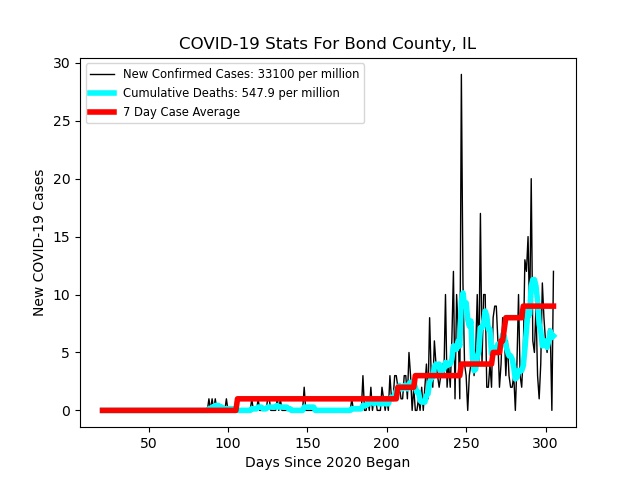 COVID-19 Stats For Bond County, IL
New Confirmed Cases: 33100 per million
Cumulative Deaths: 547.9 per million
7 Day Case Average
New COVID-19 Cases
30
25
20
15
10
5
0
50 100 150 200 250 300
Days Since 2020 Began